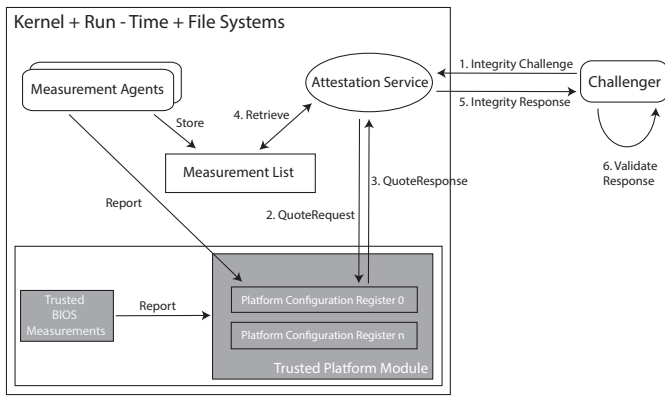 Kernel + Run - Time + File Systems
Measurement Agents
Attestation Service
1. Integrity Challenge
Challenger
5. Integrity Response
4. Retrieve
Store
Measurement List
6. Validate
Response
3. QuoteResponse
Report
2. QuoteRequest
Trusted
BIOS
Measurements
Report
Platform Configuration Register 0
Platform Configuration Register n
Trusted Platform Module